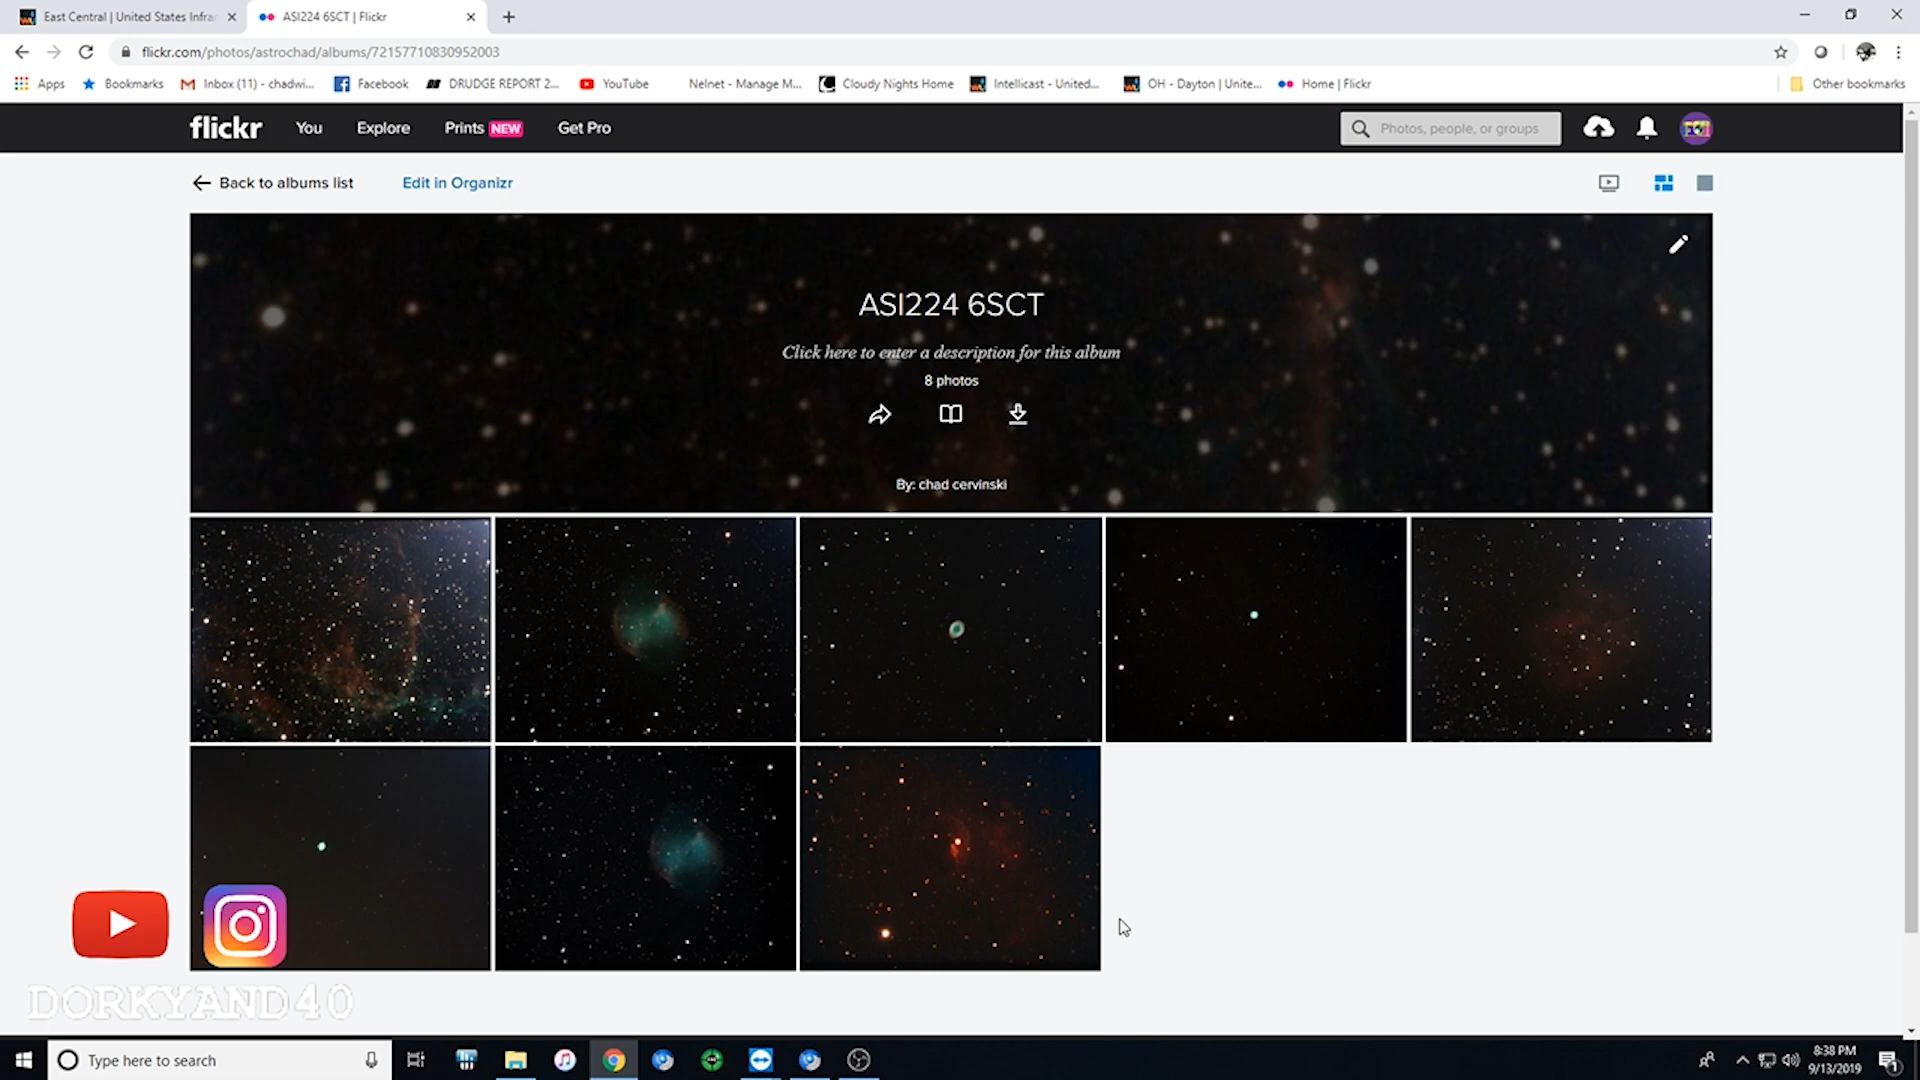 East Central | United States Infrar
ASI224 6SCT | Flickr
flickr.com/photos/astrochad/albums/72157710830952003
Apps
Bookmarks
Inbox (11) - chadwi...
Facebook
DRUDGE REPORT 2...
YouTube
Nelnet - Manage M...
Cloudy Nights Home
Intellicast - United...
OH - Dayton | Unite...
Home | Flickr
Other bookmarks
flickr
You
Explore
Prints NEW
Get Pro
Photos, people, or groups
Back to albums list
Edit in Organizr
ASI224 6SCT
Click here to enter a description for this album
8 photos
By: chad cervinski
DORKYAND40
Type here to search
8:38 PM
9/13/2019
1